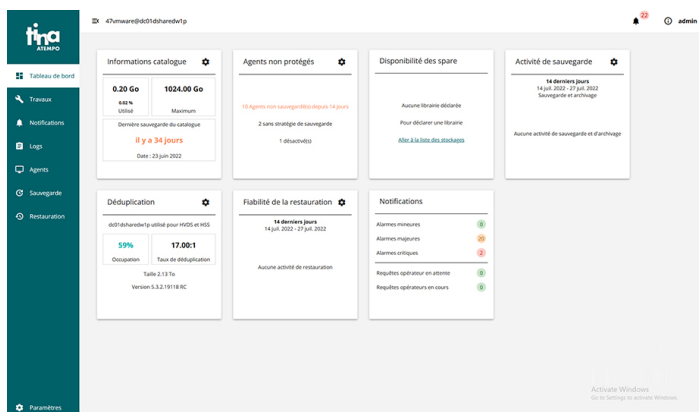 tina
ATEMPO
47vmware@dc01dsharedw1p
22
admin
Tableau de bord
Travaux
Notifications
Logs
Agents
Sauvegarde
Restauration
Paramètres
Informations catalogue
0.20 Go
0.02 %
Utilisé
1024.00 Go
Maximum
Dernière sauvegarde du catalogue
il y a 34 jours
Date : 23 juin 2022
Agents non protégés
18 Agents non sauvegardé(s) depuis 14 jours
2 sans stratégie de sauvegarde
1 désactivé(s)
Disponibilité des spare
Aucune librairie déclarée
Pour déclarer une librairie
Aller à la liste des stockages
Activité de sauvegarde
14 derniers jours
14 juil. 2022 - 27 juil. 2022
Sauvegarde et archivage
Aucune activité de sauvegarde et d'archivage
Déduplication
dc01dsharedw1p utilisé pour HVDS et HSS
59%
Occupation
17.00:1
Taux de déduplication
Taille 2.13 To
Version 5.3.2.19118 RC
Fiabilité de la restauration
14 derniers jours
14 juil. 2022 - 27 juil. 2022
Aucune activité de restauration
Notifications
Alarmes mineures 0
Alarmes majeures 20
Alarmes critiques 2
Requêtes opérateur en attente 0
Requêtes opérateurs en cours 0
Activate Windows
Go to Settings to activate Windows.